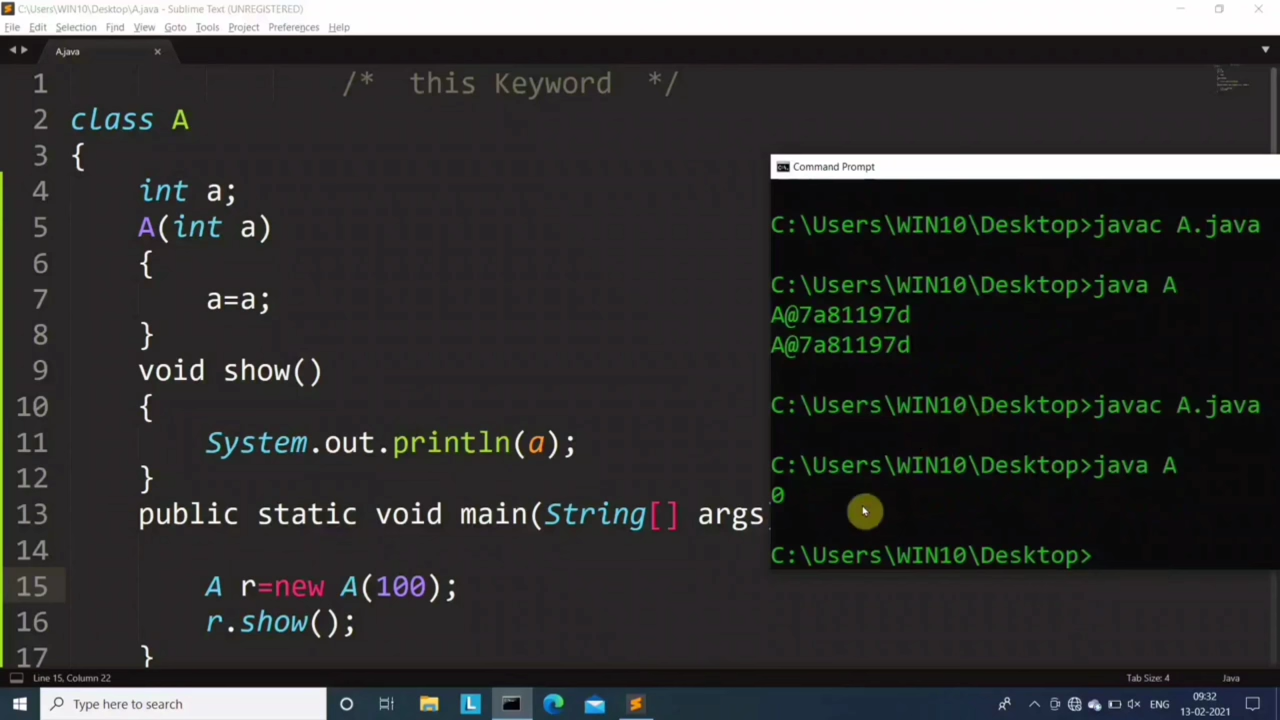 C:\Users\WIN10\Desktop\A.java - Sublime Text (UNREGISTERED)
File Edit Selection Find View Goto Tools Project Preferences Help
A.java
1 /* this Keyword */
2 class A
3 {
4 int a;
5 A(int a)
6 {
7 a=a;
8 }
9 void show()
10 {
11 System.out.println(a);
12 }
13 public static void main(String[] args)
14
15 A r=new A(100);
16 r.show();
17 }
Command Prompt
C:\Users\WIN10\Desktop>javac A.java
C:\Users\WIN10\Desktop>java A
A@7a81197d
A@7a81197d
C:\Users\WIN10\Desktop>javac A.java
C:\Users\WIN10\Desktop>java A
0
C:\Users\WIN10\Desktop>
Line 15, Column 22
Tab Size: 4
Java
Type here to search
L
ENG
09:32
13-02-2021